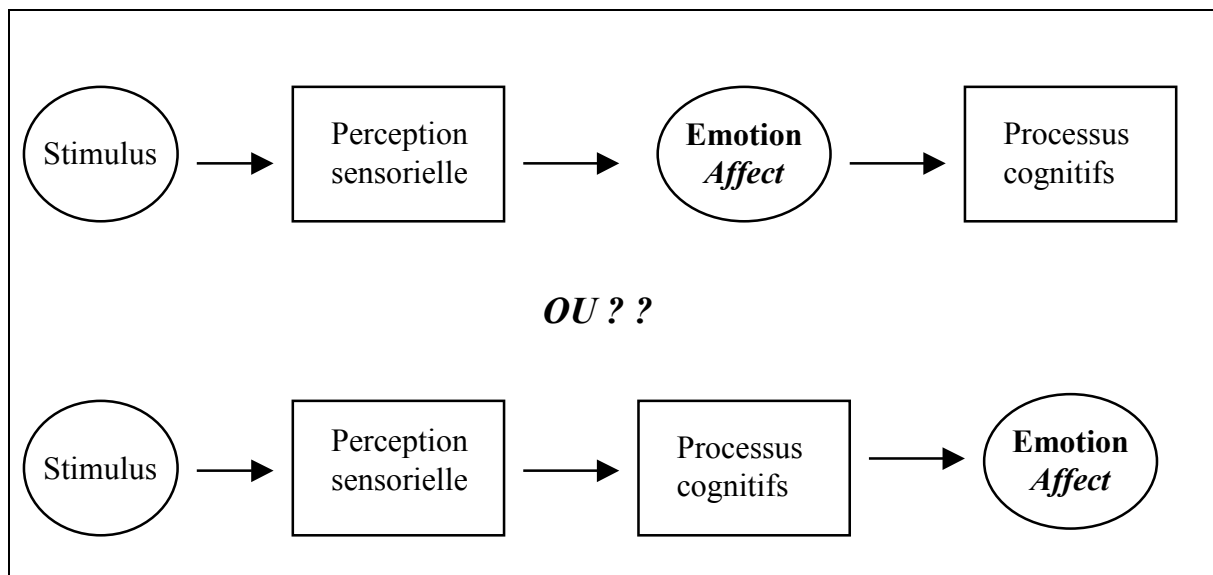 Stimulus
Perception
sensorielle
Emotion
Affect
Processus
cognitifs
OU ? ?
Stimulus
Perception
sensorielle
Processus
cognitifs
Emotion
Affect